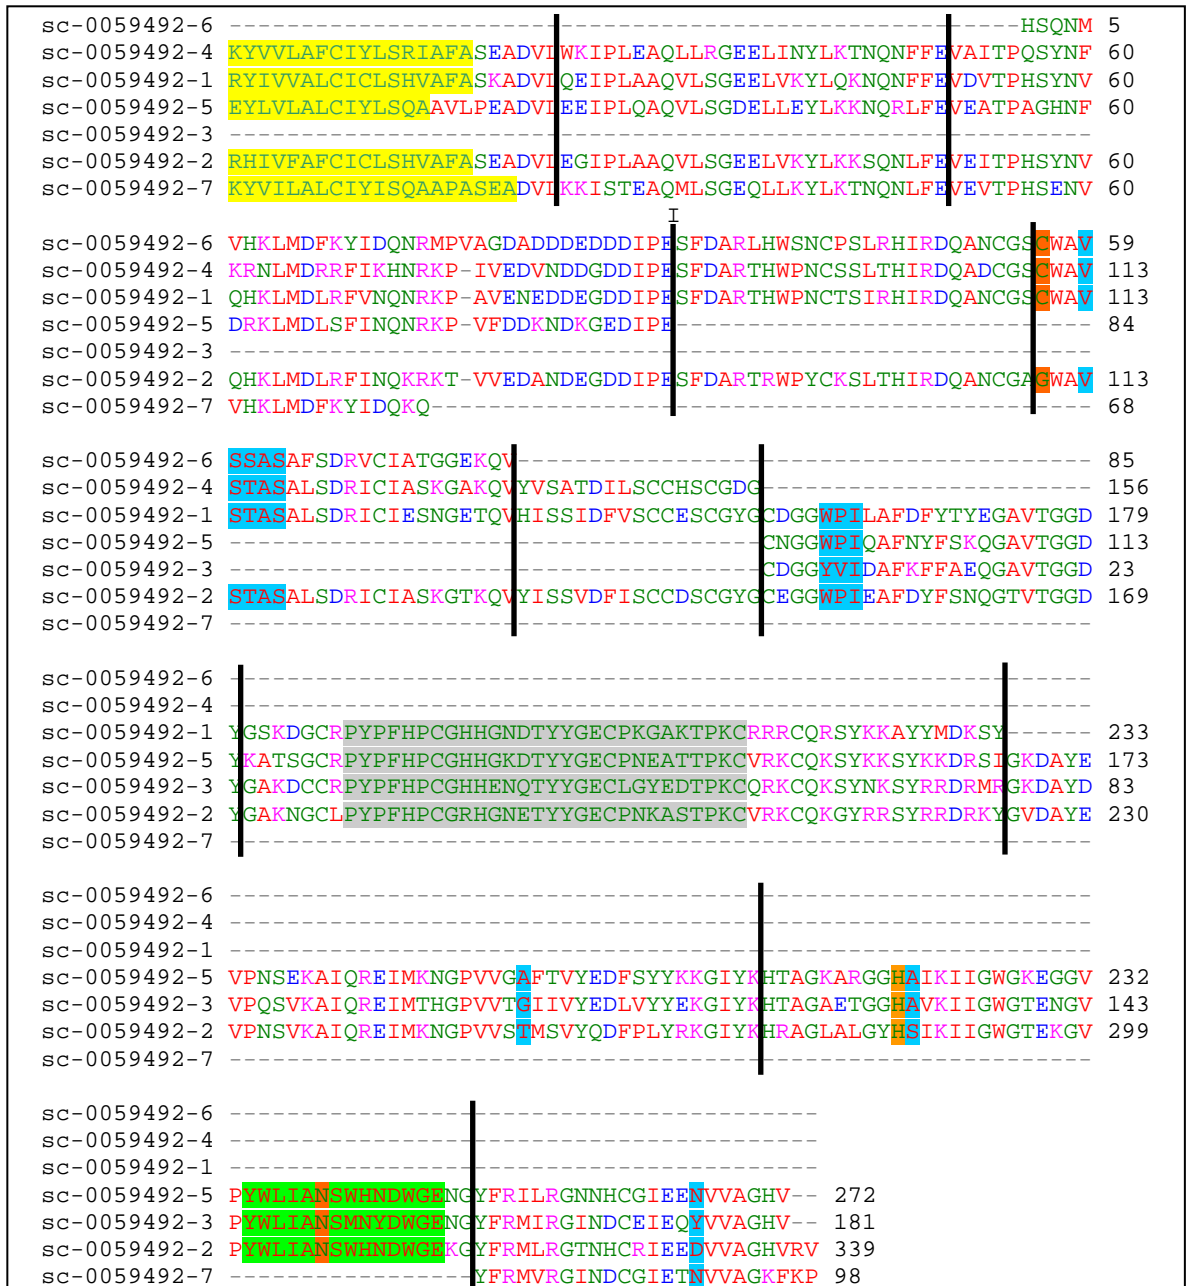 sc-0059492-6 -------------------------------------------------------HSQNM 5
sc-0059492-4 KYVVLAFCIYLSRIAFASEADVIWKIPLEAQLLRGEELINYLKTNQNFFEVAITPQSYNF 60
sc-0059492-1 RYIVVALCICLSHVAFASKADVIQEIPLAAQVLSGEELVKYLQKNQNFFEVDVTPHSYNV 60
sc-0059492-5 EYLVLALCIYLSQAAVLPEADVIEEIPLQAQVLSGDELLEYLKKNQRLFEVEATPAGHNF 60
sc-0059492-3 ------------------------------------------------------------
sc-0059492-2 RHIVFAFCICLSHVAFASEADVIEGIPLAAQVLSGEELVKYLKKSQNLFEVEITPHSYNV 60
sc-0059492-7 KYVILALCIYISQAAPASEADVIKKISTEAQMLSGEQLLKYLKTNQNLFEVEVTPHSENV 60
I
sc-0059492-6 VHKLMDFKYIDQNRMPVAGDADDDEDDDIPESFDARLHWSNCPSLRHIRDQANCGSCWAV 59
sc-0059492-4 KRNLMDRRFIKHNRKP-IVEDVNDDGDDIPESFDARTHWPNCSSLTHIRDQADCGSCWAV 113
sc-0059492-1 QHKLMDLRFVNQNRKP-AVENEDDEGDDIPESFDARTHWPNCTSIRHIRDQANCGSCWAV 113
sc-0059492-5 DRKLMDLSFINQNRKP-VFDDKNDKGEDIPE----------------------------- 84
sc-0059492-3 ------------------------------------------------------------
sc-0059492-2 QHKLMDLRFINQKRKT-VVEDANDEGDDIPESFDARTRWPYCKSLTHIRDQANCGAGWAV 113
sc-0059492-7 VHKLMDFKYIDQKQ---------------------------------------------- 68
sc-0059492-6 SSASAFSDRVCIATGGEKQV---------------------------------------- 85
sc-0059492-4 STASALSDRICIASKGAKQVYVSATDILSCCHSCGDG----------------------- 156
sc-0059492-1 STASALSDRICIESNGETQVHISSIDFVSCCESCGYGCDGGWPILAFDFYTYEGAVTGGD 179
sc-0059492-5 -------------------------------------CNGGWPIQAFNYFSKQGAVTGGD 113
sc-0059492-3 -------------------------------------CDGGYVIDAFKFFAEQGAVTGGD 23
sc-0059492-2 STASALSDRICIASKGTKQVYISSVDFISCCDSCGYGCEGGWPIEAFDYFSNQGTVTGGD 169
sc-0059492-7 ------------------------------------------------------------
sc-0059492-6 ------------------------------------------------------------
sc-0059492-4 ------------------------------------------------------------
sc-0059492-1 YGSKDGCRPYPFHPCGHHGNDTYYGECPKGAKTPKCRRRCQRSYKKAYYMDKSY------ 233
sc-0059492-5 YKATSGCRPYPFHPCGHHGKDTYYGECPNEATTPKCVRKCQKSYKKSYKKDRSIGKDAYE 173
sc-0059492-3 YGAKDCCRPYPFHPCGHHENQTYYGECLGYEDTPKCQRKCQKSYNKSYRRDRMRGKDAYD 83
sc-0059492-2 YGAKNGCLPYPFHPCGRHGNETYYGECPNKASTPKCVRKCQKGYRRSYRRDRKYGVDAYE 230
sc-0059492-7 ------------------------------------------------------------
sc-0059492-6 ------------------------------------------------------------
sc-0059492-4 ------------------------------------------------------------
sc-0059492-1 ------------------------------------------------------------
sc-0059492-5 VPNSEKAIQREIMKNGPVVGAFTVYEDFSYYKKGIYKHTAGKARGGHAIKIIGWGKEGGV 232
sc-0059492-3 VPQSVKAIQREIMTHGPVVTGIIVYEDLVYYEKGIYKHTAGAETGGHAVKIIGWGTENGV 143
sc-0059492-2 VPNSVKAIQREIMKNGPVVSTMSVYQDFPLYRKGIYKHRAGLALGYHSIKIIGWGTEKGV 299
sc-0059492-7 ------------------------------------------------------------
sc-0059492-6 -----------------------------------------
sc-0059492-4 -----------------------------------------
sc-0059492-1 -----------------------------------------
sc-0059492-5 PYWLIANSWHNDWGENGYFRILRGNNHCGIEENVVAGHV-- 272
sc-0059492-3 PYWLIANSMNYDWGENGYFRMIRGINDCEIEQYVVAGHV-- 181
sc-0059492-2 PYWLIANSWHNDWGEKGYFRMLRGTNHCRIEEDVVAGHVRV 339
sc-0059492-7 -----------------YFRMVRGINDCGIETNVVAGKFKP 98